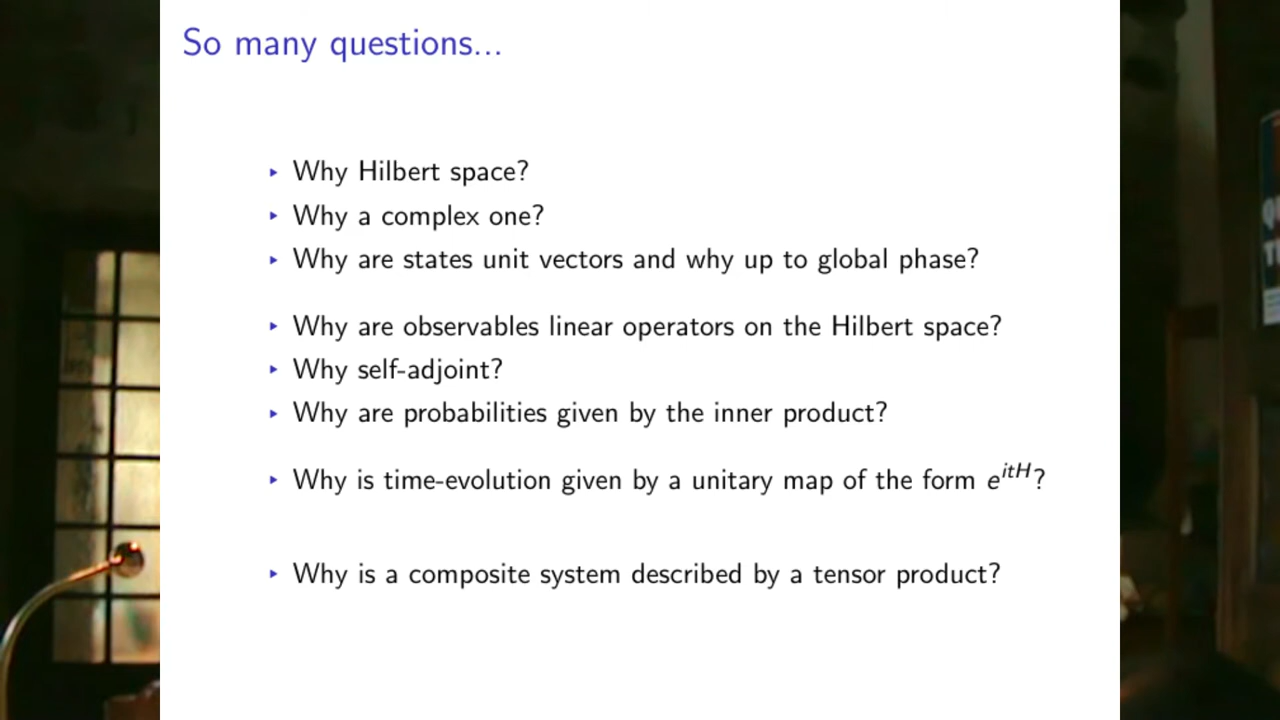 So many questions...
‣ Why Hilbert space?
‣ Why a complex one?
‣ Why are states unit vectors and why up to global phase?
‣ Why are observables linear operators on the Hilbert space?
‣ Why self-adjoint?
‣ Why are probabilities given by the inner product?
‣ Why is time-evolution given by a unitary map of the form e^{itH}?
‣ Why is a composite system described by a tensor product?